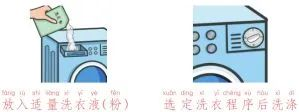 fàng rù shì liàng xǐ yī yè fěn
放入适量洗衣液(粉)
xuǎn dìng xǐ yī chéng xù hòu xǐ dí
选定洗衣程序后洗涤